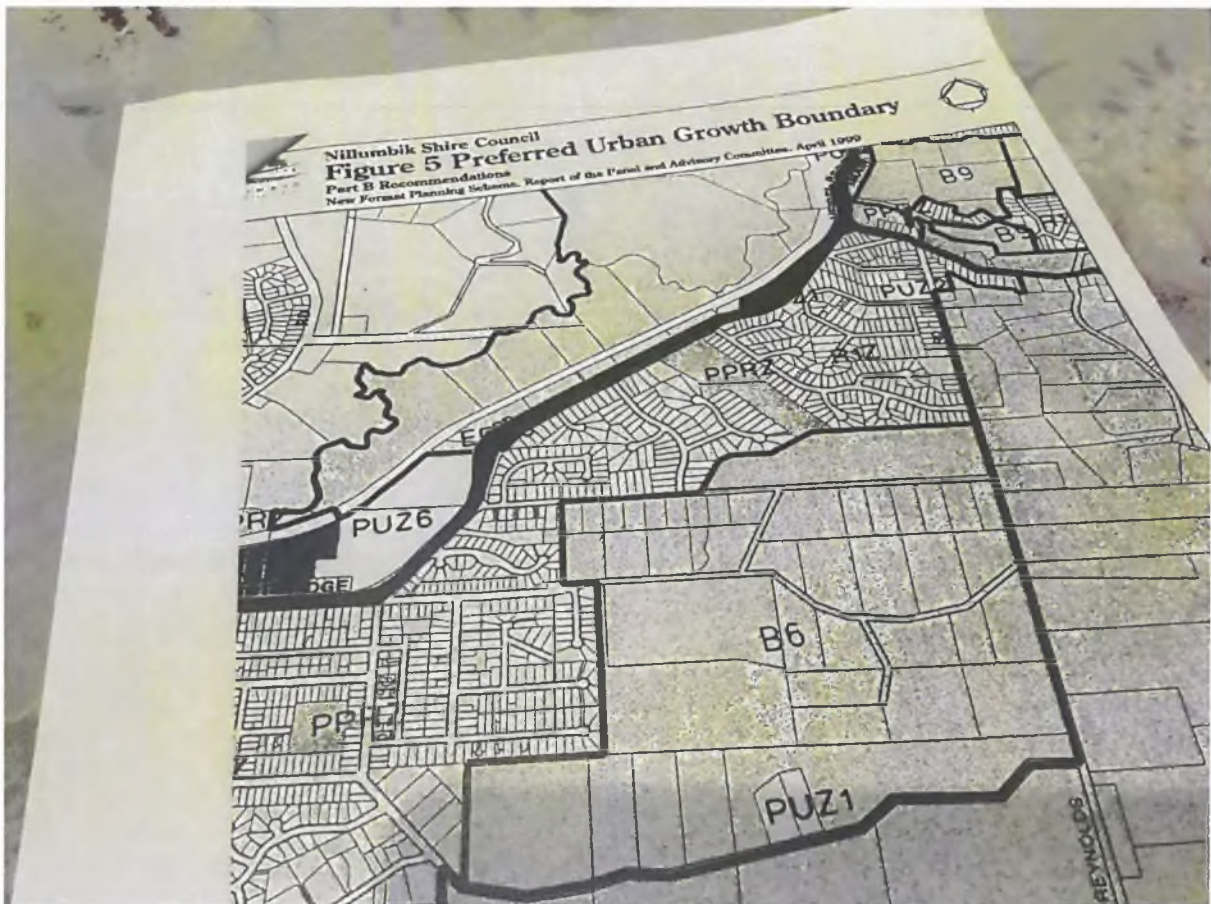 Nillumbik Shire Council
Figure 5 Preferred Urban Growth Boundary
Part B Recommendations
New Format Planning Scheme, Report of the Panel and Advisory Committee, April 1999
B9
PUZ2
PPRZ
B1Z
PUZ6
B6
PUZ1
REYNOLDS